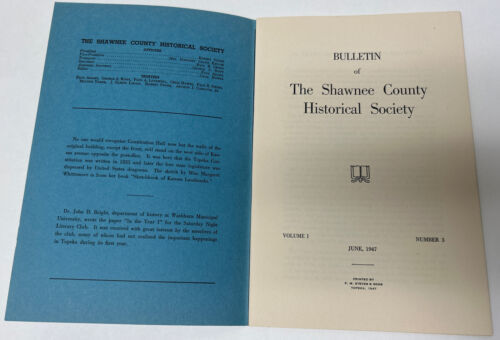 THE SHAWNEE COUNTY HISTORICAL SOCIETY
OFFICERS
President
TRUSTEES
No one would recognize Constitution Hall now but the walls of the
original building, except the front, still stand on the west side of Kan-
sas avenue opposite the postoffice. It was here that the Topeka Con-
stitution was written in 1855 and later the free state legislature was
dispersed by United States dragoons. The sketch by Miss Margaret
Whittemore is from her book "Sketchbook of Kansas Landmarks."
Dr. John D. Bright, department of history at Washburn Municipal
University, wrote the paper "In the Year 1" for the Saturday Night
Literary Club. It was received with great interest by the members of
the club, some of whom had not realized the important happenings
in Topeka during its first year.
BULLETIN
of
The Shawnee County
Historical Society
VOLUME I
NUMBER 3
JUNE, 1947
PRINTED BY
TOPEKA, 1947